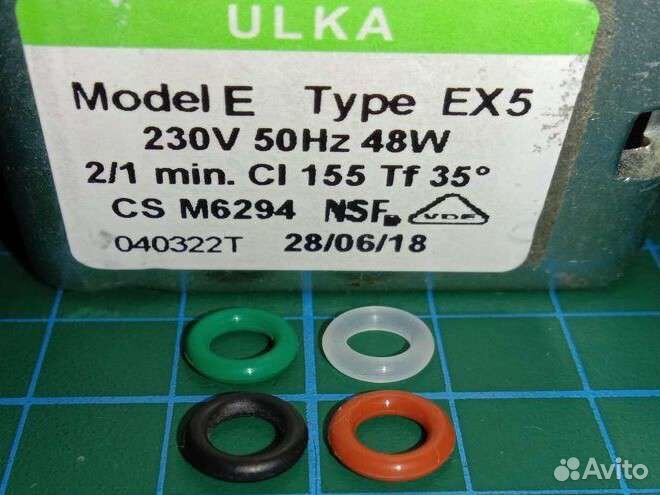 ULKA
Model E Type EX5
230V 50Hz 48W
2/1 min. Cl 155 Tf 35°
CS M6294 NSF. VDE
040322T 28/06/18
Avito